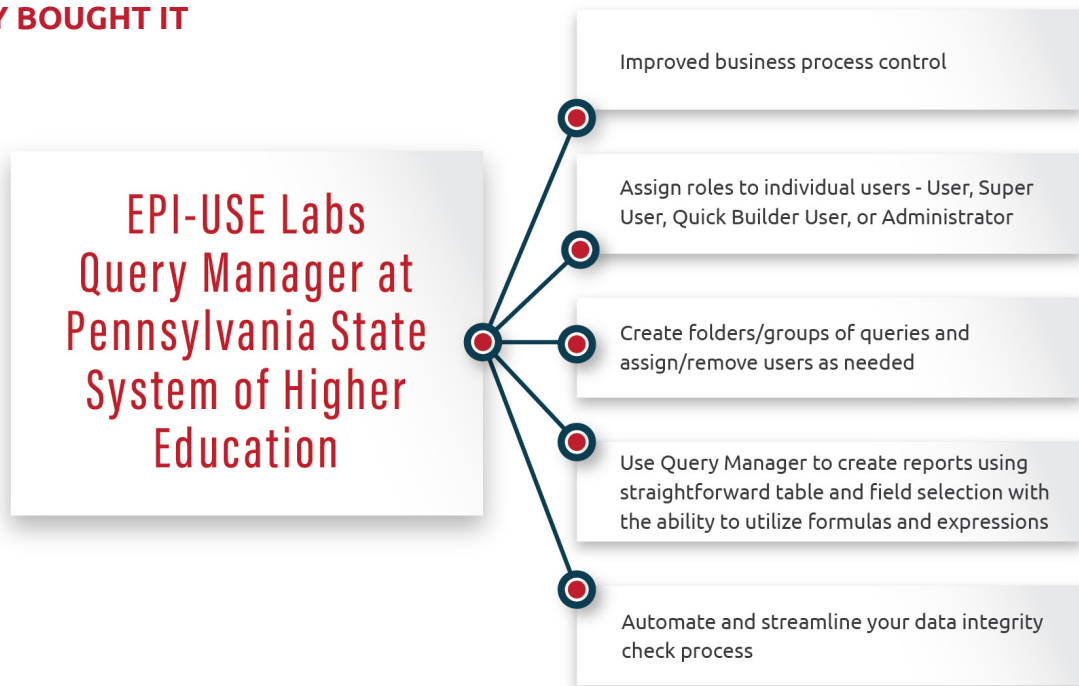 BOUGHT IT
EPI-USE Labs
Query Manager at
Pennsylvania State
System of Higher
Education
Improved business process control
Assign roles to individual users - User, Super
User, Quick Builder User, or Administrator
Create folders/groups of queries and
assign/remove users as needed
Use Query Manager to create reports using
straightforward table and field selection with
the ability to utilize formulas and expressions
Automate and streamline your data integrity
check process